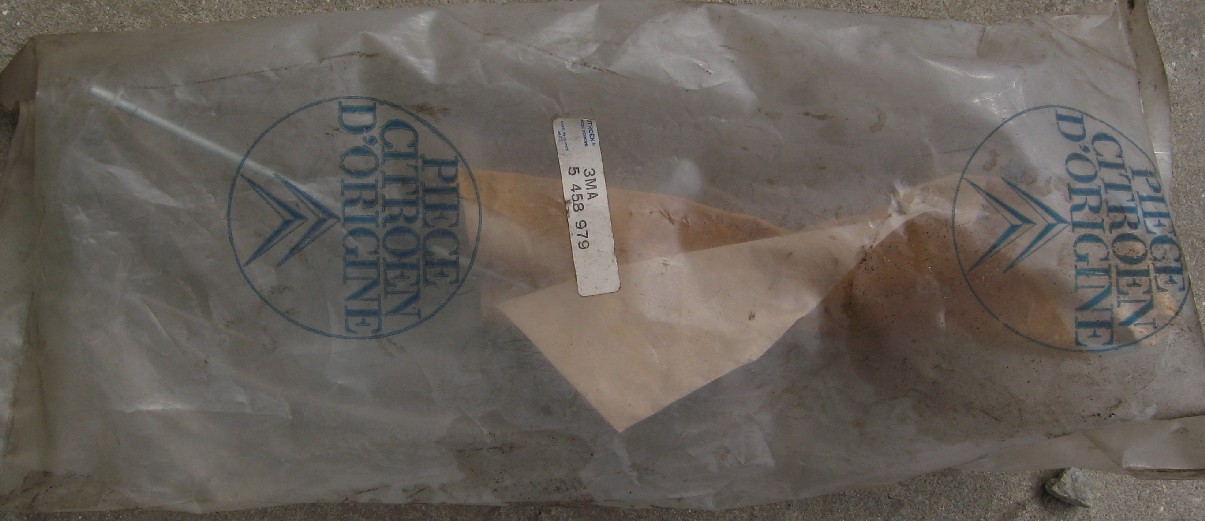 PIECE
CITROEN
D'ORIGINE
3MA
5 458 979
PIECE
CITROEN
D'ORIGINE